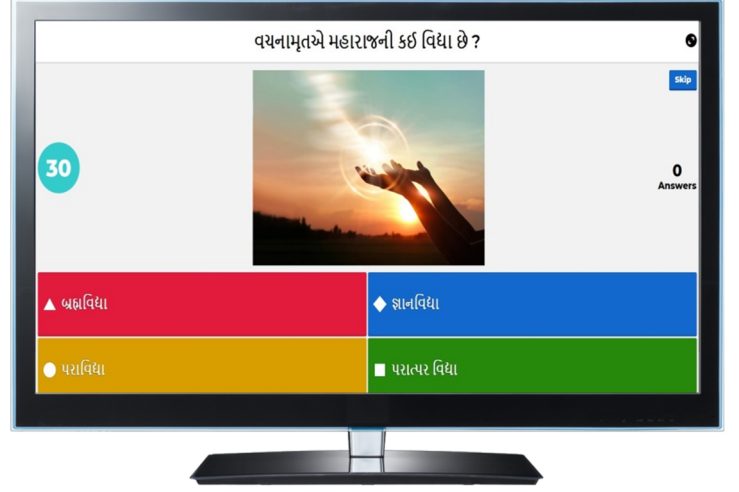 વચનામૃતએ મહારાજની કઈ વિદ્યા છે ?
Skip
30
0
Answers
બ્રહ્મવિદ્યા
જ્ઞાનવિદ્યા
પરાવિદ્યા
પરાત્પર વિદ્યા